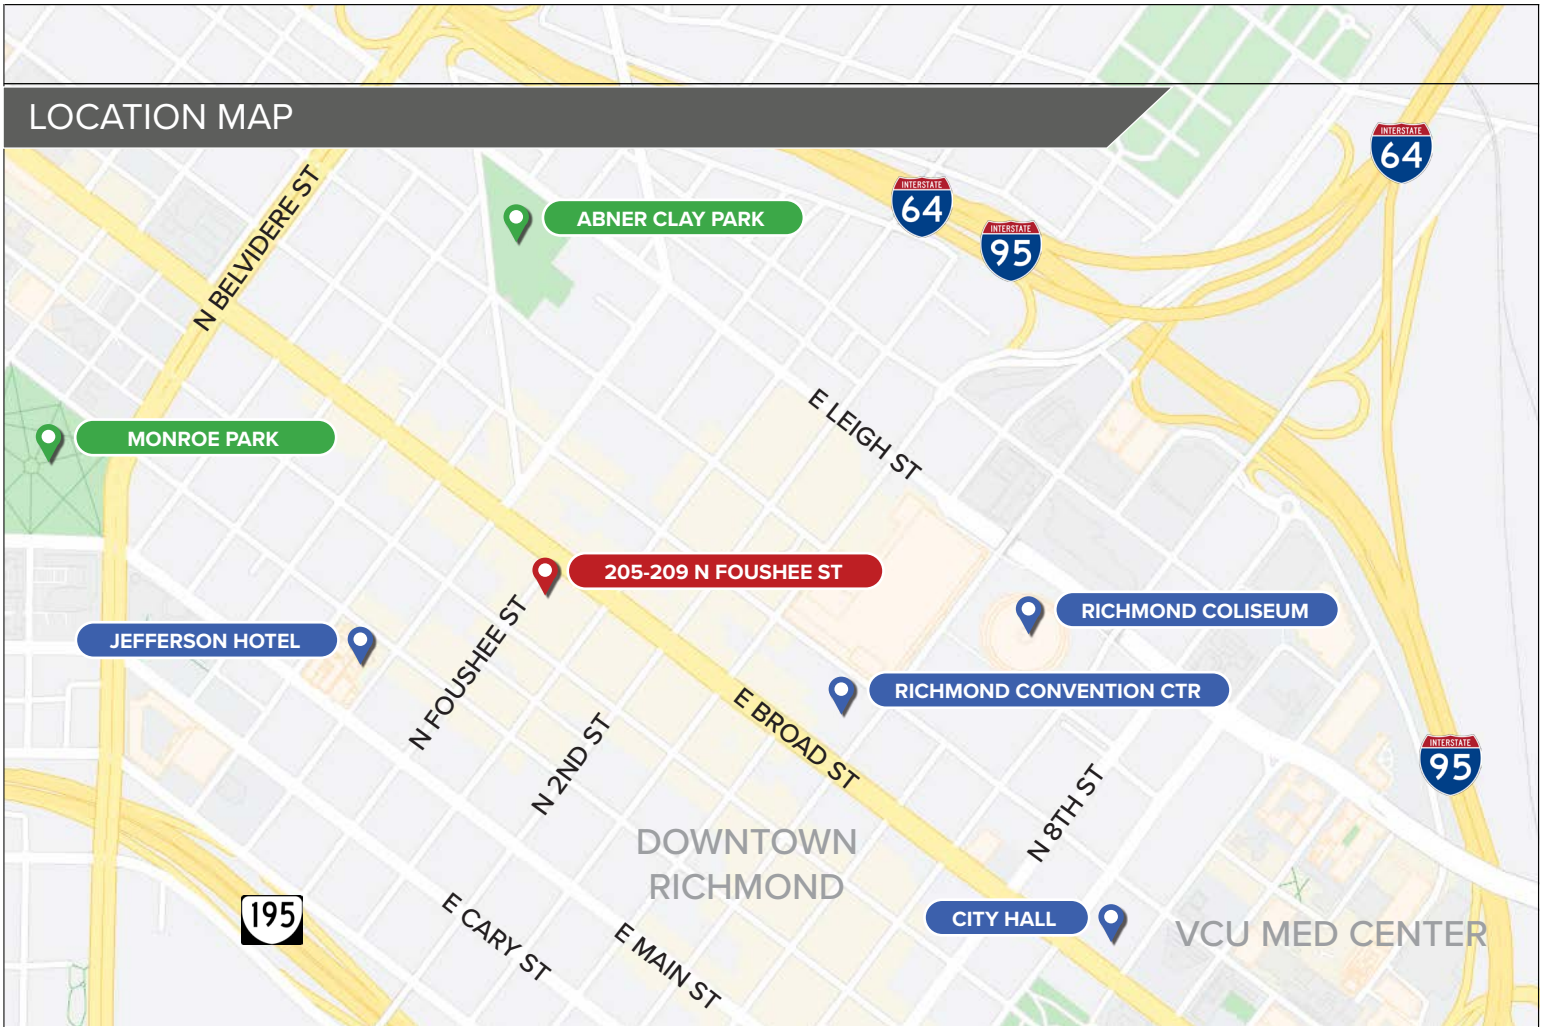 LOCATION MAP
INTERSTATE
64
INTERSTATE
64
INTERSTATE
95
N BELVIDERE ST
ABNER CLAY PARK
E LEIGH ST
MONROE PARK
205-209 N FOUSHEE ST
N FOUSHEE ST
JEFFERSON HOTEL
RICHMOND COLISEUM
RICHMOND CONVENTION CTR
E BROAD ST
N 2ND ST
INTERSTATE
95
N 8TH ST
DOWNTOWN
RICHMOND
195
E CARY ST
E MAIN ST
CITY HALL
VCU MED CENTER